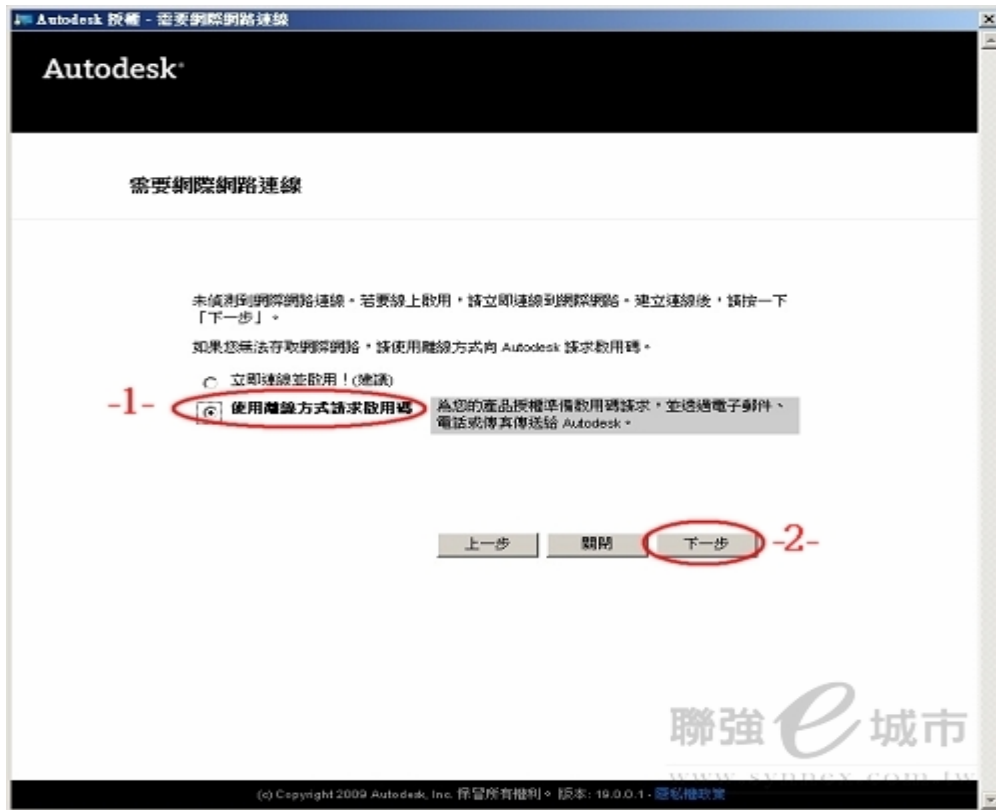 Autodesk 授權 - 需要網際網路連線
Autodesk
需要網際網路連線
未偵測到網際網路連線。若要線上啟用,請立即連線到網際網路。建立連線後,請按一下
「下一步」。
如果您無法存取網際網路,請使用離線方式向 Autodesk 請求啟用碼。
立即連線並啟用!(建議)
-1-
使用離線方式請求啟用碼
為您的產品授權準備啟用碼請求,並透過電子郵件、
電話或傳真傳送給 Autodesk。
上一步 關閉 下一步 -2-
聯強e城市
www.synnex.com.tw
(c) Copyright 2009 Autodesk, Inc. 保留所有權利。 版本: 19.0.0.1 - 隱私權政策